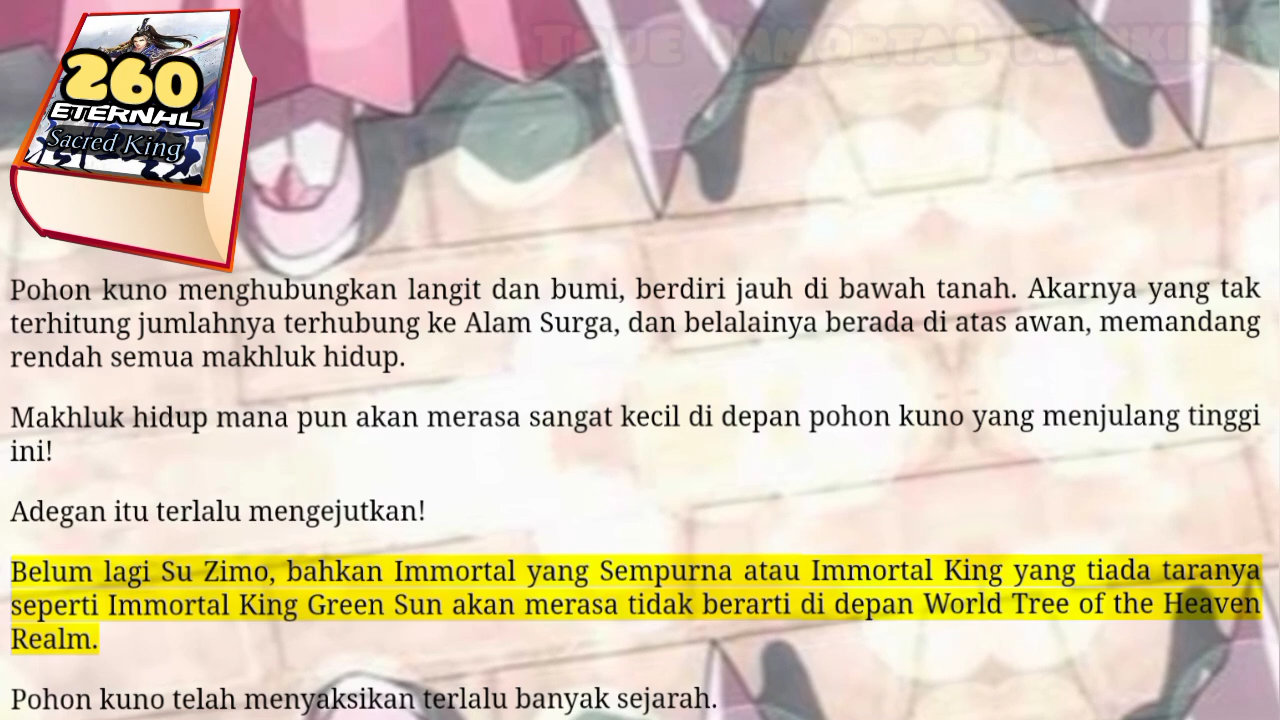 TRUE IMMORTAL RANKING
260
ETERNAL
Sacred King
Pohon kuno menghubungkan langit dan bumi, berdiri jauh di bawah tanah. Akarnya yang tak
terhitung jumlahnya terhubung ke Alam Surga, dan belalainya berada di atas awan, memandang
rendah semua makhluk hidup.
Makhluk hidup mana pun akan merasa sangat kecil di depan pohon kuno yang menjulang tinggi
ini!
Adegan itu terlalu mengejutkan!
Belum lagi Su Zimo, bahkan Immortal yang Sempurna atau Immortal King yang tiada taranya
seperti Immortal King Green Sun akan merasa tidak berarti di depan World Tree of the Heaven
Realm.
Pohon kuno telah menyaksikan terlalu banyak sejarah.